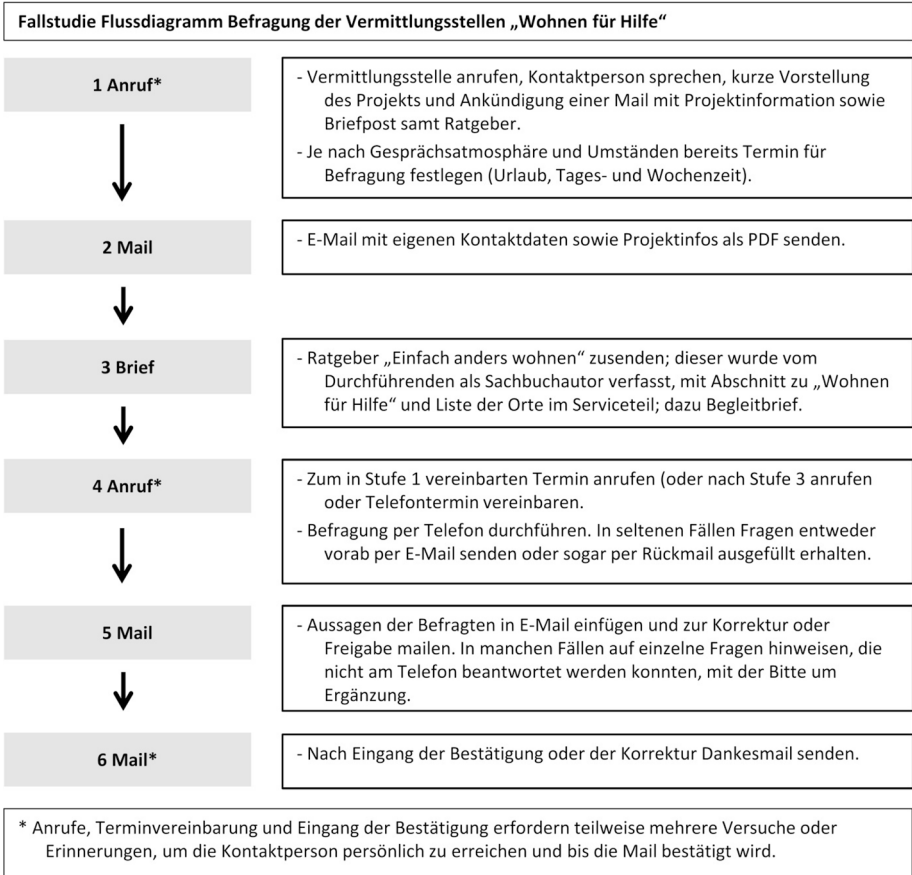 Fallstudie Flussdiagramm Befragung der Vermittlungsstellen „Wohnen für Hilfe“
1 Anruf*
- Vermittlungsstelle anrufen, Kontaktperson sprechen, kurze Vorstellung
des Projekts und Ankündigung einer Mail mit Projektinformation sowie
Briefpost samt Ratgeber.
- Je nach Gesprächsatmosphäre und Umständen bereits Termin für
Befragung festlegen (Urlaub, Tages- und Wochenzeit).
2 Mail
- E-Mail mit eigenen Kontaktdaten sowie Projektinfos als PDF senden.
3 Brief
- Ratgeber „Einfach anders wohnen“ zusenden; dieser wurde vom
Durchführenden als Sachbuchautor verfasst, mit Abschnitt zu „Wohnen
für Hilfe“ und Liste der Orte im Serviceteil; dazu Begleitbrief.
4 Anruf*
- Zum in Stufe 1 vereinbarten Termin anrufen (oder nach Stufe 3 anrufen
oder Telefontermin vereinbaren.
- Befragung per Telefon durchführen. In seltenen Fällen Fragen entweder
vorab per E-Mail senden oder sogar per Rückmail ausgefüllt erhalten.
5 Mail
- Aussagen der Befragten in E-Mail einfügen und zur Korrektur oder
Freigabe mailen. In manchen Fällen auf einzelne Fragen hinweisen, die
nicht am Telefon beantwortet werden konnten, mit der Bitte um
Ergänzung.
6 Mail*
- Nach Eingang der Bestätigung oder der Korrektur Dankesmail senden.
* Anrufe, Terminvereinbarung und Eingang der Bestätigung erfordern teilweise mehrere Versuche oder
Erinnerungen, um die Kontaktperson persönlich zu erreichen und bis die Mail bestätigt wird.